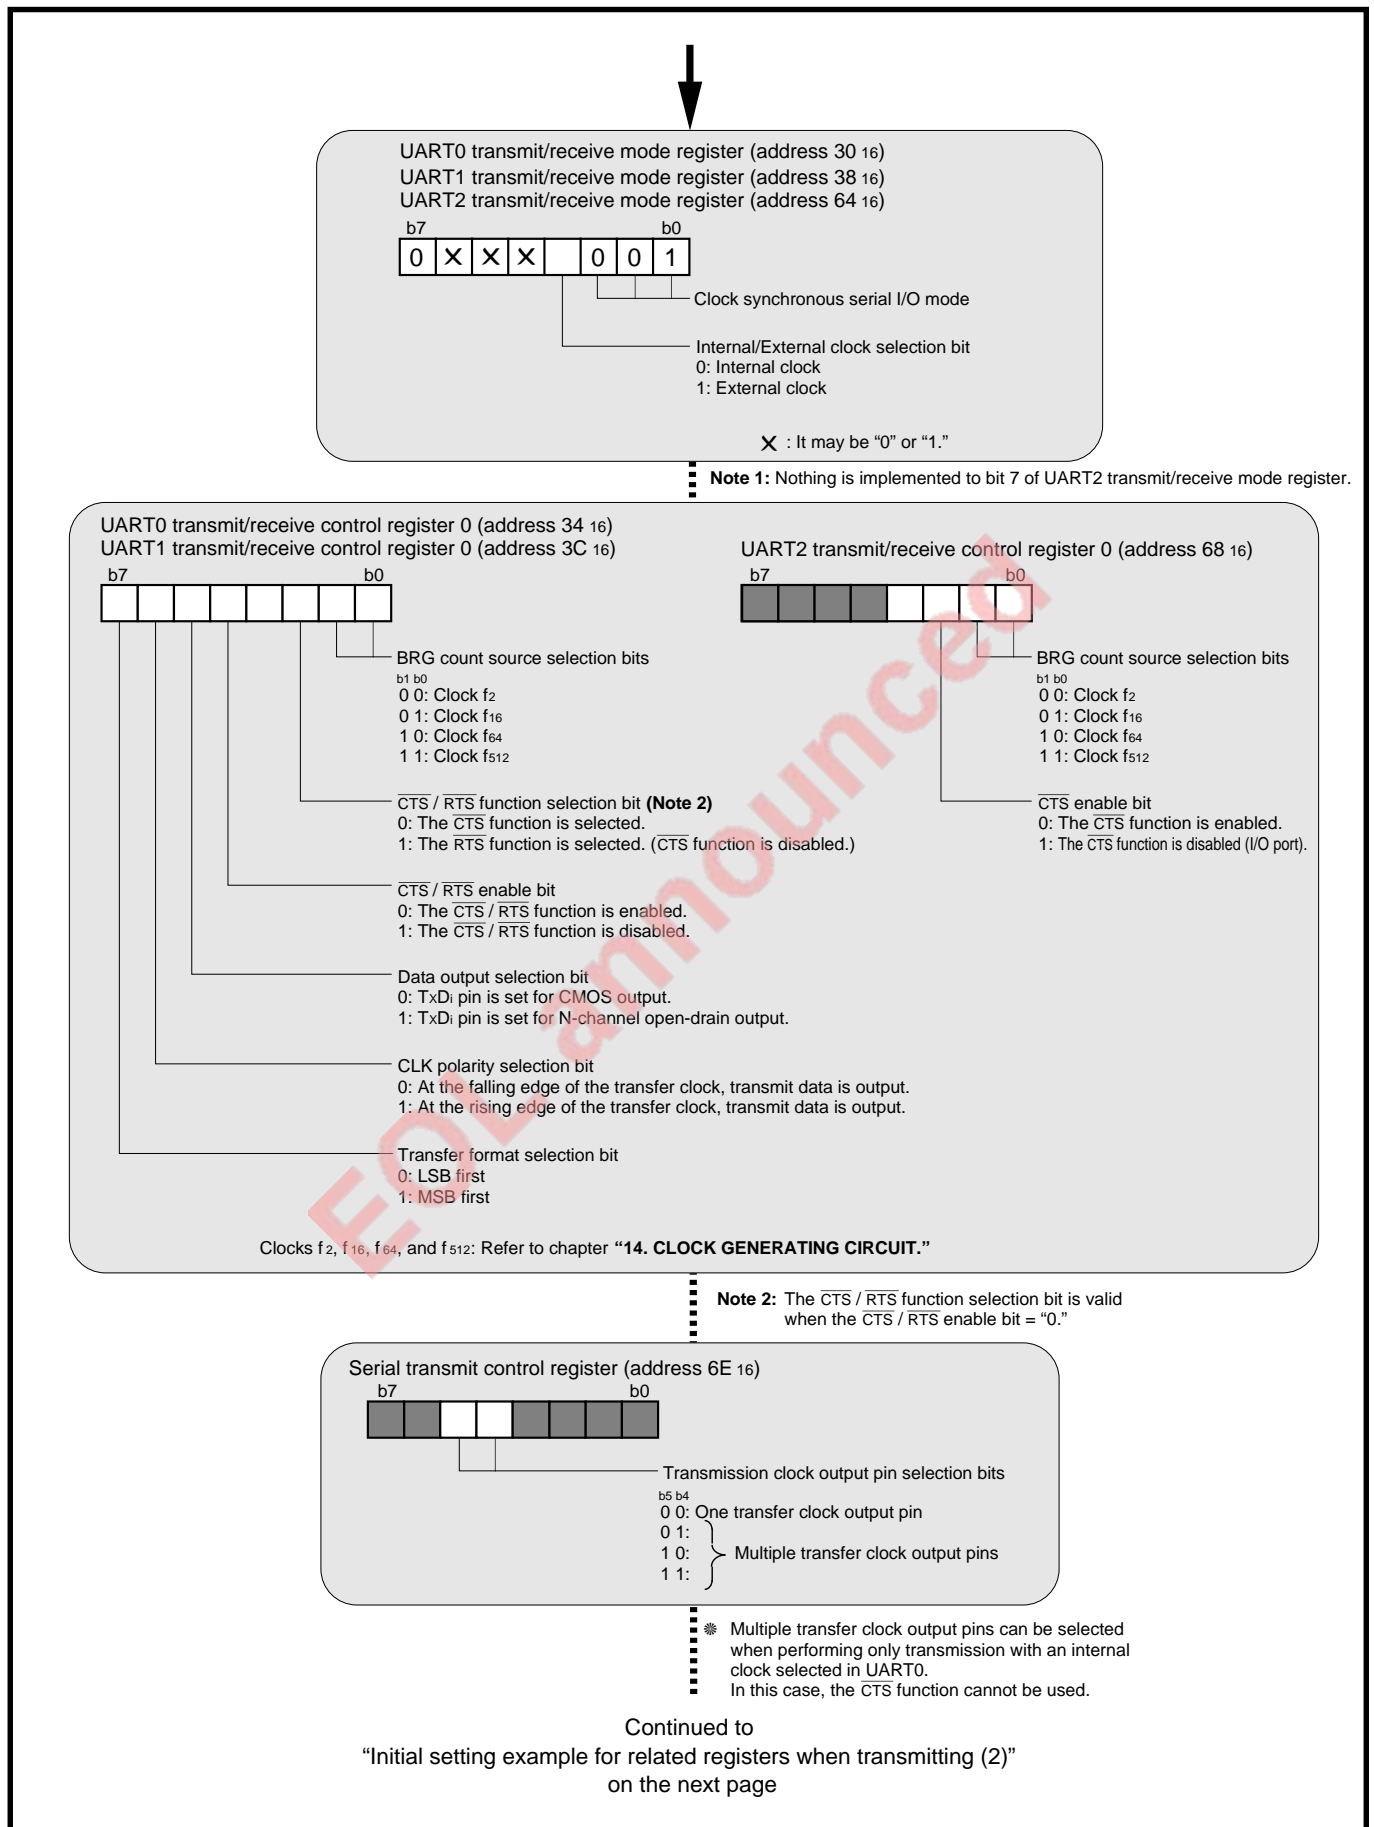 UART0 transmit/receive mode register (address 30 16)
UART1 transmit/receive mode register (address 38 16)
UART2 transmit/receive mode register (address 64 16)
b7 b0
0 X X X 0 0 1
Clock synchronous serial I/O mode
Internal/External clock selection bit
0: Internal clock
1: External clock
X : It may be “0” or “1.”
Note 1: Nothing is implemented to bit 7 of UART2 transmit/receive mode register.
UART0 transmit/receive control register 0 (address 34 16)
UART1 transmit/receive control register 0 (address 3C 16)
b7 b0
BRG count source selection bits
b1 b0
0 0: Clock f2
0 1: Clock f16
1 0: Clock f64
1 1: Clock f512
CTS / RTS function selection bit (Note 2)
0: The CTS function is selected.
1: The RTS function is selected. (CTS function is disabled.)
CTS / RTS enable bit
0: The CTS / RTS function is enabled.
1: The CTS / RTS function is disabled.
Data output selection bit
0: TxDi pin is set for CMOS output.
1: TxDi pin is set for N-channel open-drain output.
CLK polarity selection bit
0: At the falling edge of the transfer clock, transmit data is output.
1: At the rising edge of the transfer clock, transmit data is output.
Transfer format selection bit
0: LSB first
1: MSB first
UART2 transmit/receive control register 0 (address 68 16)
b7 b0
BRG count source selection bits
b1 b0
0 0: Clock f2
0 1: Clock f16
1 0: Clock f64
1 1: Clock f512
CTS enable bit
0: The CTS function is enabled.
1: The CTS function is disabled (I/O port).
Clocks f2, f16, f64, and f512: Refer to chapter “14. CLOCK GENERATING CIRCUIT.”
EOL announced
Note 2: The CTS / RTS function selection bit is valid
when the CTS / RTS enable bit = “0.”
Serial transmit control register (address 6E 16)
b7 b0
Transmission clock output pin selection bits
b5 b4
0 0: One transfer clock output pin
0 1:
1 0: Multiple transfer clock output pins
1 1:
❋ Multiple transfer clock output pins can be selected
when performing only transmission with an internal
clock selected in UART0.
In this case, the CTS function cannot be used.
Continued to
“Initial setting example for related registers when transmitting (2)”
on the next page